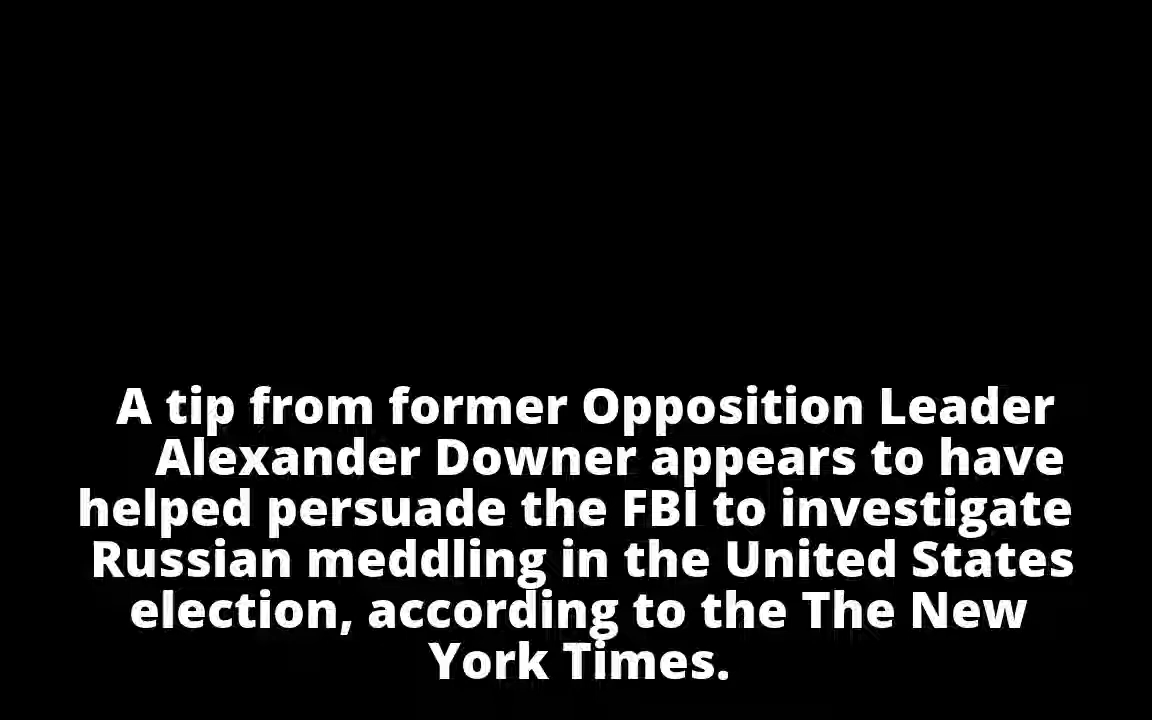 A tip from former Opposition Leader
Alexander Downer appears to have
helped persuade the FBI to investigate
Russian meddling in the United States
election, according to the The New
York Times.